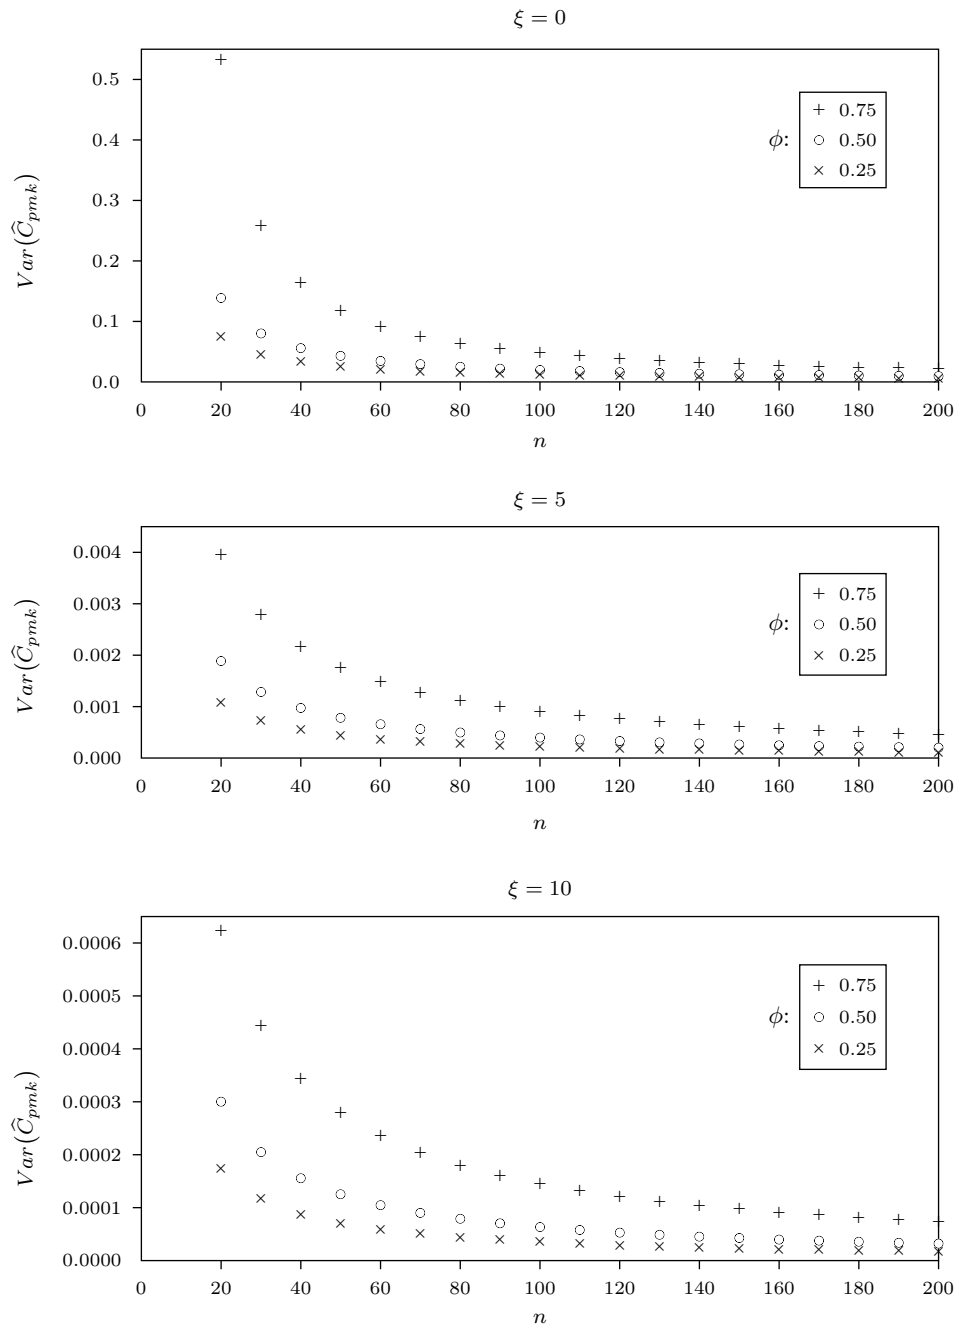 ξ = 0
Var(Ĉpmk)
0.5
0.4
0.3
0.2
0.1
0.0
φ:
+ 0.75
○ 0.50
× 0.25
0 20 40 60 80 100 120 140 160 180 200
n
ξ = 5
Var(Ĉpmk)
0.004
0.003
0.002
0.001
0.000
φ:
+ 0.75
○ 0.50
× 0.25
0 20 40 60 80 100 120 140 160 180 200
n
ξ = 10
Var(Ĉpmk)
0.0006
0.0005
0.0004
0.0003
0.0002
0.0001
0.0000
φ:
+ 0.75
○ 0.50
× 0.25
0 20 40 60 80 100 120 140 160 180 200
n